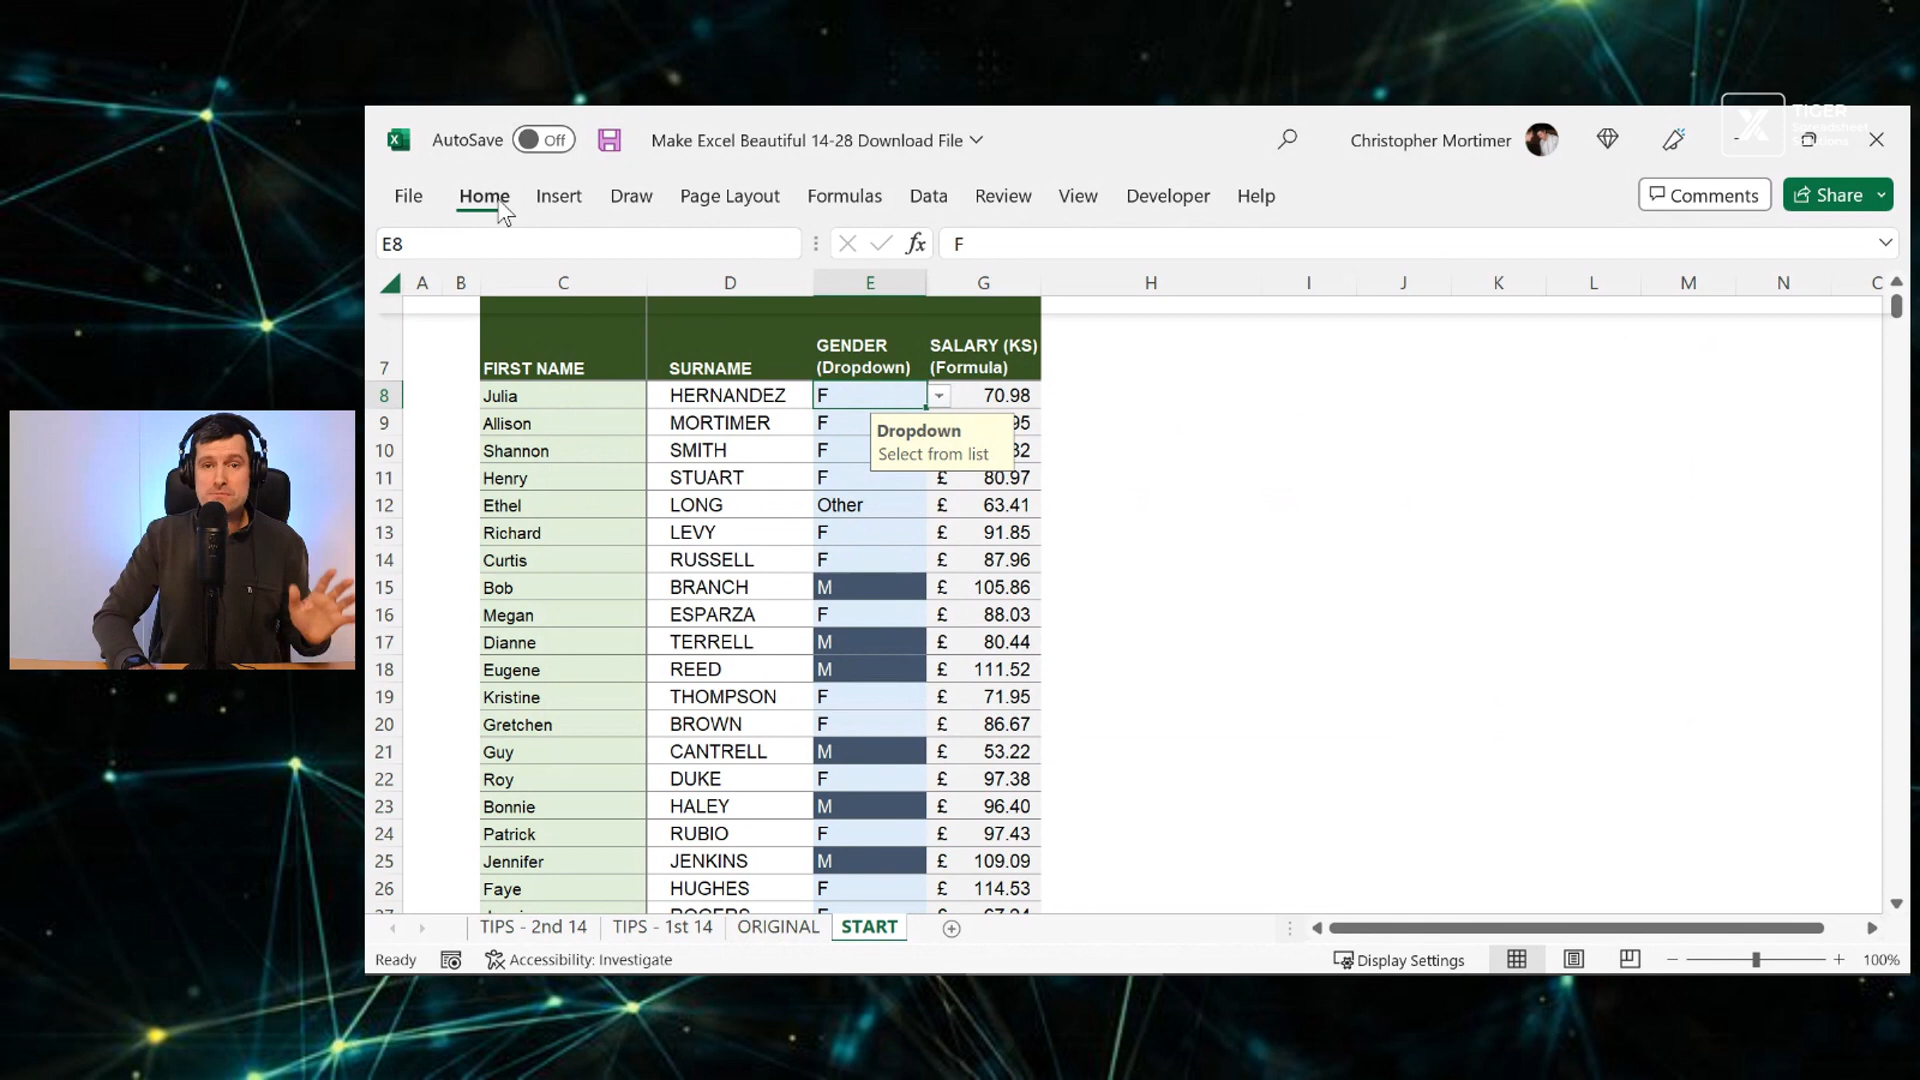 AutoSave Off Make Excel Beautiful 14-28 Download File Christopher Mortimer
TIGER
Spreadsheet
Solutions
File Home Insert Draw Page Layout Formulas Data Review View Developer Help Comments Share
E8 fx F
A B C D E G H I J K L M N
7 FIRST NAME SURNAME GENDER (Dropdown) SALARY (KS) (Formula)
8 Julia HERNANDEZ F 70.98
9 Allison MORTIMER F 95
Dropdown
Select from list
10 Shannon SMITH F 32
11 Henry STUART F £ 80.97
12 Ethel LONG Other £ 63.41
13 Richard LEVY F £ 91.85
14 Curtis RUSSELL F £ 87.96
15 Bob BRANCH M £ 105.86
16 Megan ESPARZA F £ 88.03
17 Dianne TERRELL M £ 80.44
18 Eugene REED M £ 111.52
19 Kristine THOMPSON F £ 71.95
20 Gretchen BROWN F £ 86.67
21 Guy CANTRELL M £ 53.22
22 Roy DUKE F £ 97.38
23 Bonnie HALEY M £ 96.40
24 Patrick RUBIO F £ 97.43
25 Jennifer JENKINS M £ 109.09
26 Faye HUGHES F £ 114.53
TIPS - 2nd 14 TIPS - 1st 14 ORIGINAL START
Ready Accessibility: Investigate Display Settings 100%